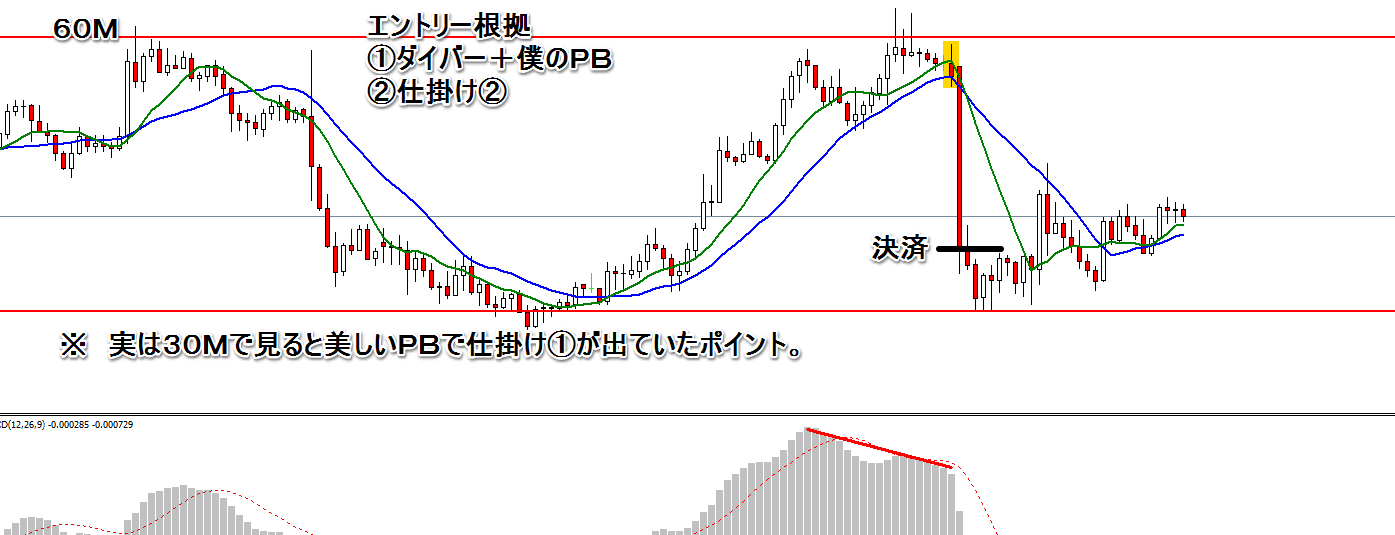 60M
エントリー根拠
①ダイバー＋僕のPB
②仕掛け②
決済
※　実は30Mで見ると美しいPBで仕掛け①が出ていたポイント。
CD(12,26,9) -0.000285 -0.000729